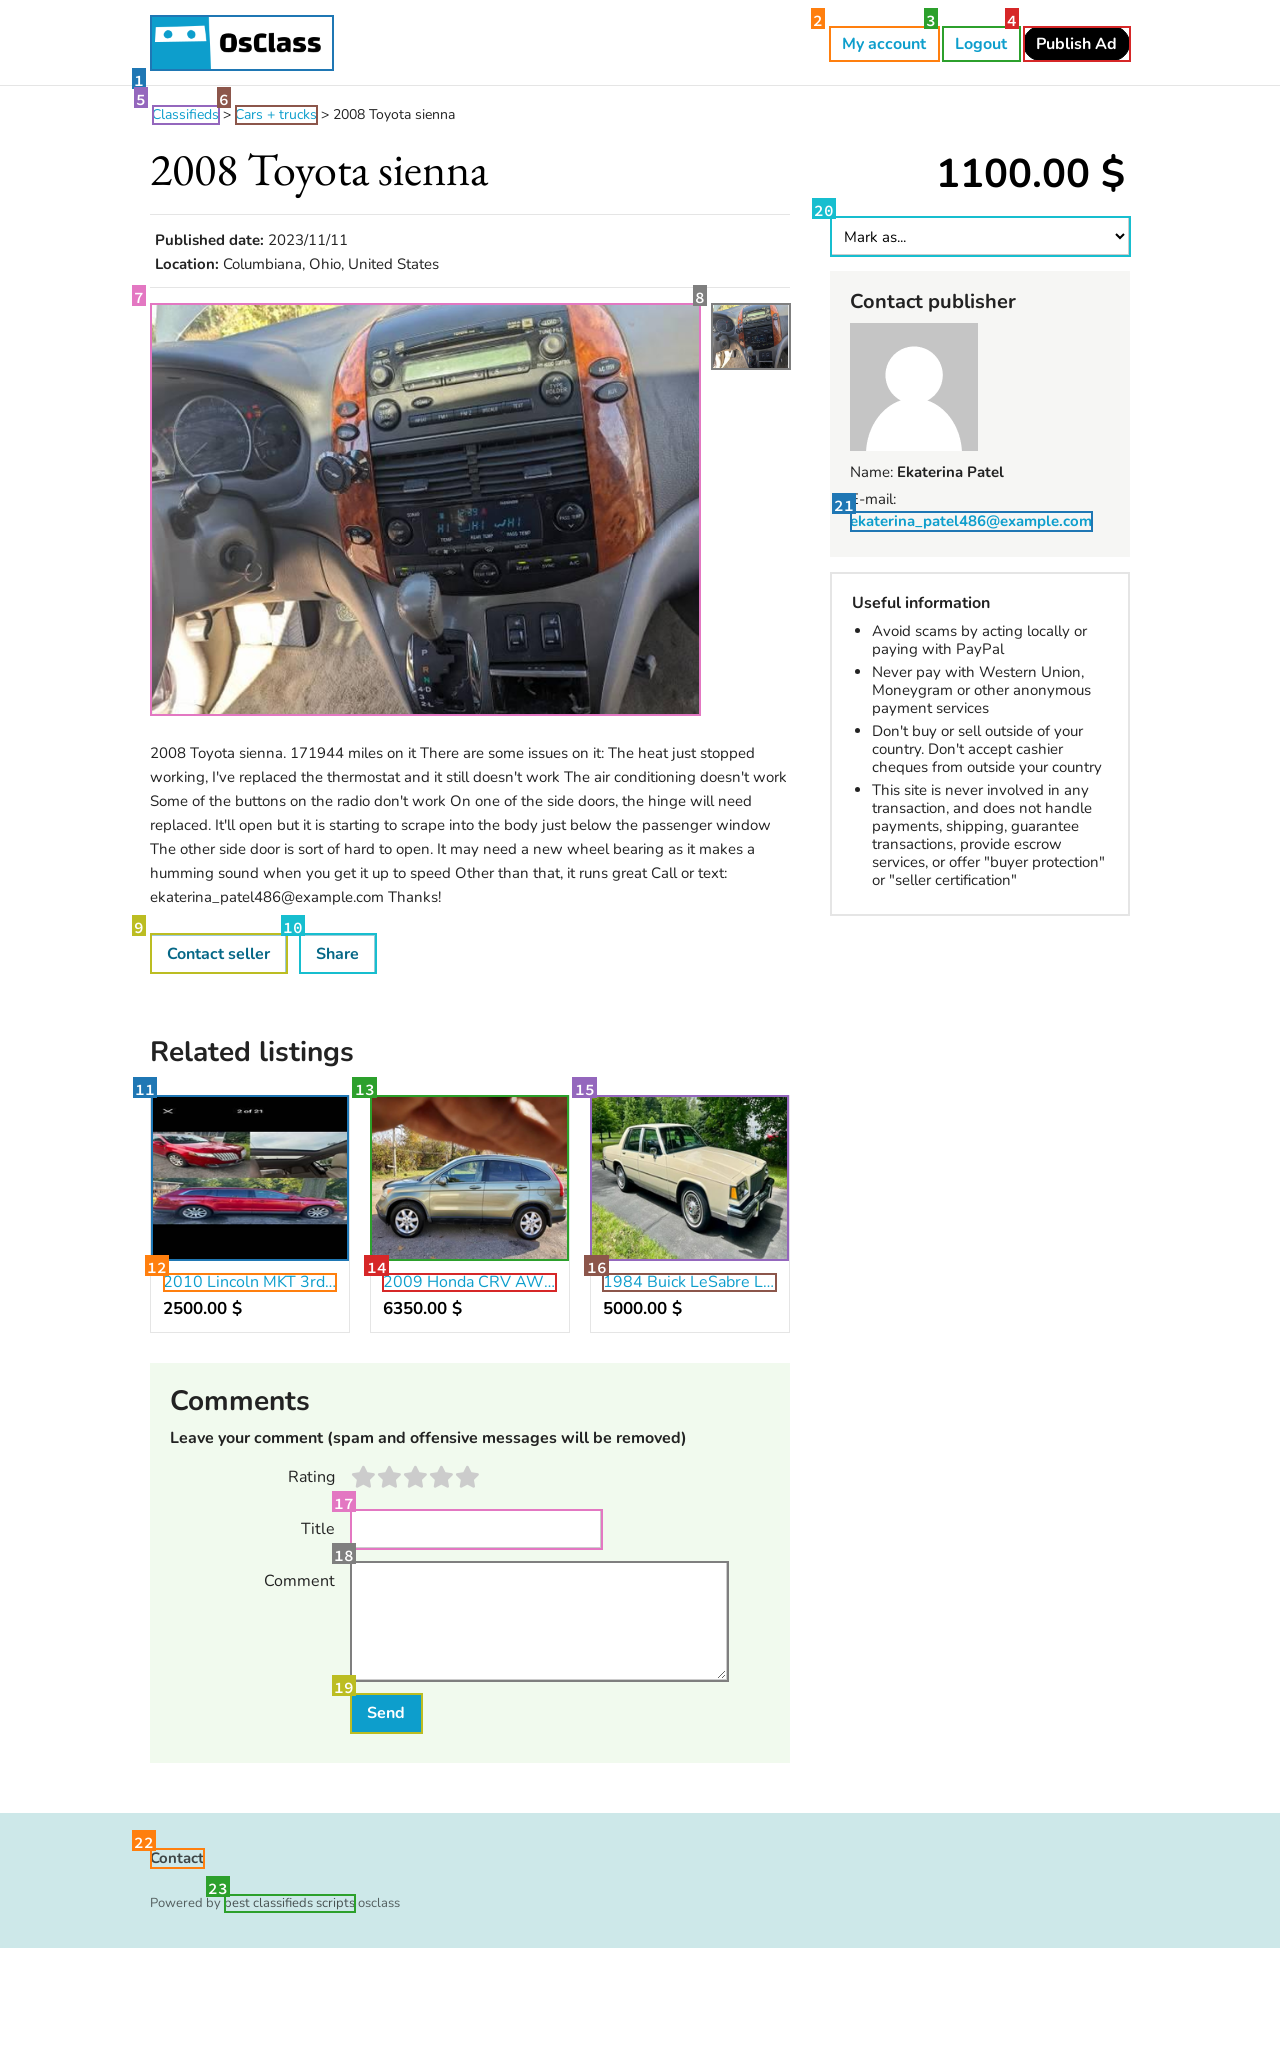 OsClass
2
My account
3
Logout
4
Publish Ad
1
5
Classifieds > Cars + trucks > 2008 Toyota sienna
6
2008 Toyota sienna
1100.00 $
Published date: 2023/11/11
Location: Columbiana, Ohio, United States
20
Mark as...
7
8
Contact publisher
Name: Ekaterina Patel
E-mail:
21
ekaterina_patel486@example.com
Useful information
Avoid scams by acting locally or
paying with PayPal
Never pay with Western Union,
Moneygram or other anonymous
payment services
Don't buy or sell outside of your
country. Don't accept cashier
cheques from outside your country
This site is never involved in any
transaction, and does not handle
payments, shipping, guarantee
transactions, provide escrow
services, or offer "buyer protection"
or "seller certification"
2008 Toyota sienna. 171944 miles on it There are some issues on it: The heat just stopped
working, I've replaced the thermostat and it still doesn't work The air conditioning doesn't work
Some of the buttons on the radio don't work On one of the side doors, the hinge will need
replaced. It'll open but it is starting to scrape into the body just below the passenger window
The other side door is sort of hard to open. It may need a new wheel bearing as it makes a
humming sound when you get it up to speed Other than that, it runs great Call or text:
ekaterina_patel486@example.com Thanks!
9
Contact seller
10
Share
Related listings
11
2 of 21
13
15
12
2010 Lincoln MKT 3rd...
2500.00 $
14
2009 Honda CRV AW...
6350.00 $
16
1984 Buick LeSabre L...
5000.00 $
Comments
Leave your comment (spam and offensive messages will be removed)
Rating
17
Title
18
Comment
19
Send
22
Contact
23
Powered by best classifieds scripts osclass